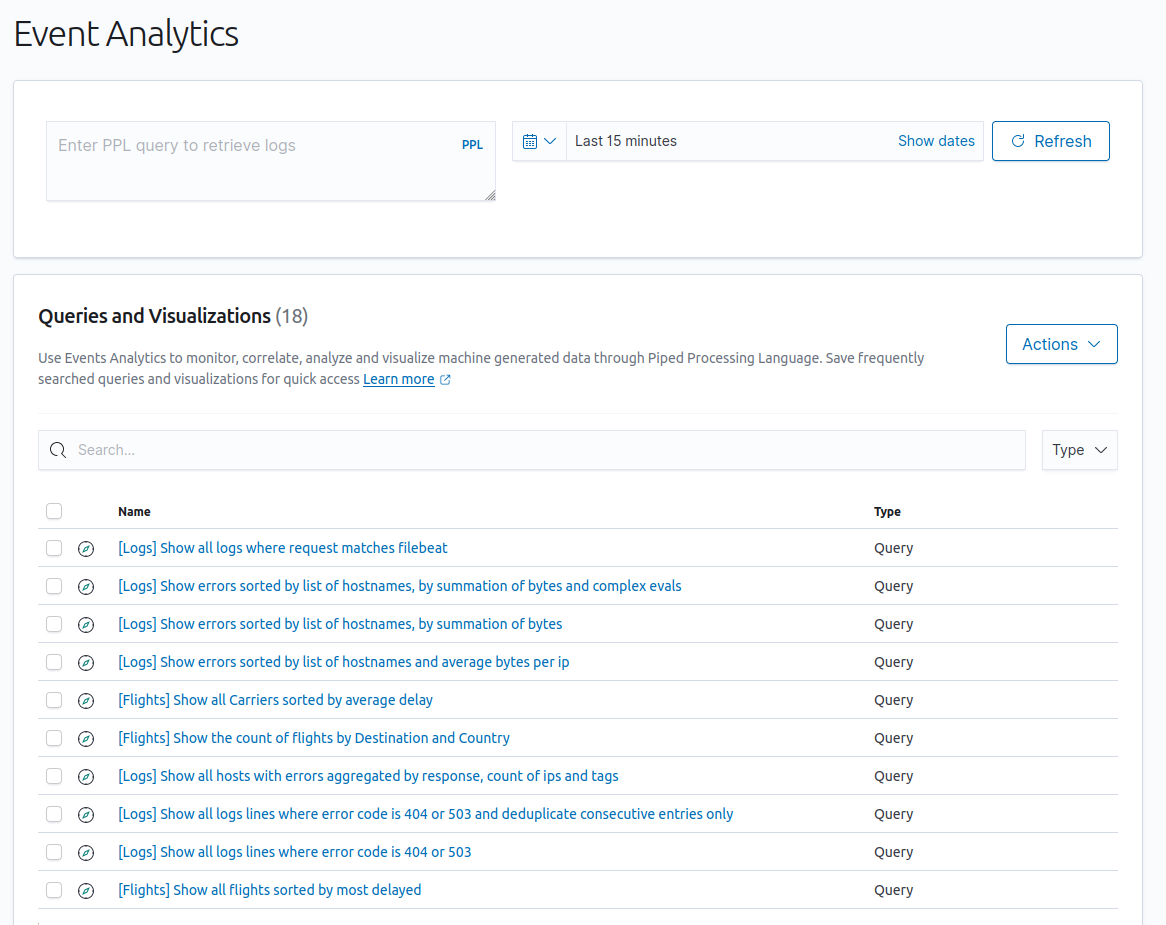 Event Analytics
Enter PPL query to retrieve logs
PPL
Last 15 minutes
Show dates
Refresh
Queries and Visualizations (18)
Actions
Use Events Analytics to monitor, correlate, analyze and visualize machine generated data through Piped Processing Language. Save frequently
searched queries and visualizations for quick access Learn more
Search...
Type
Name Type
[Logs] Show all logs where request matches filebeat Query
[Logs] Show errors sorted by list of hostnames, by summation of bytes and complex evals Query
[Logs] Show errors sorted by list of hostnames, by summation of bytes Query
[Logs] Show errors sorted by list of hostnames and average bytes per ip Query
[Flights] Show all Carriers sorted by average delay Query
[Flights] Show the count of flights by Destination and Country Query
[Logs] Show all hosts with errors aggregated by response, count of ips and tags Query
[Logs] Show all logs lines where error code is 404 or 503 and deduplicate consecutive entries only Query
[Logs] Show all logs lines where error code is 404 or 503 Query
[Flights] Show all flights sorted by most delayed Query